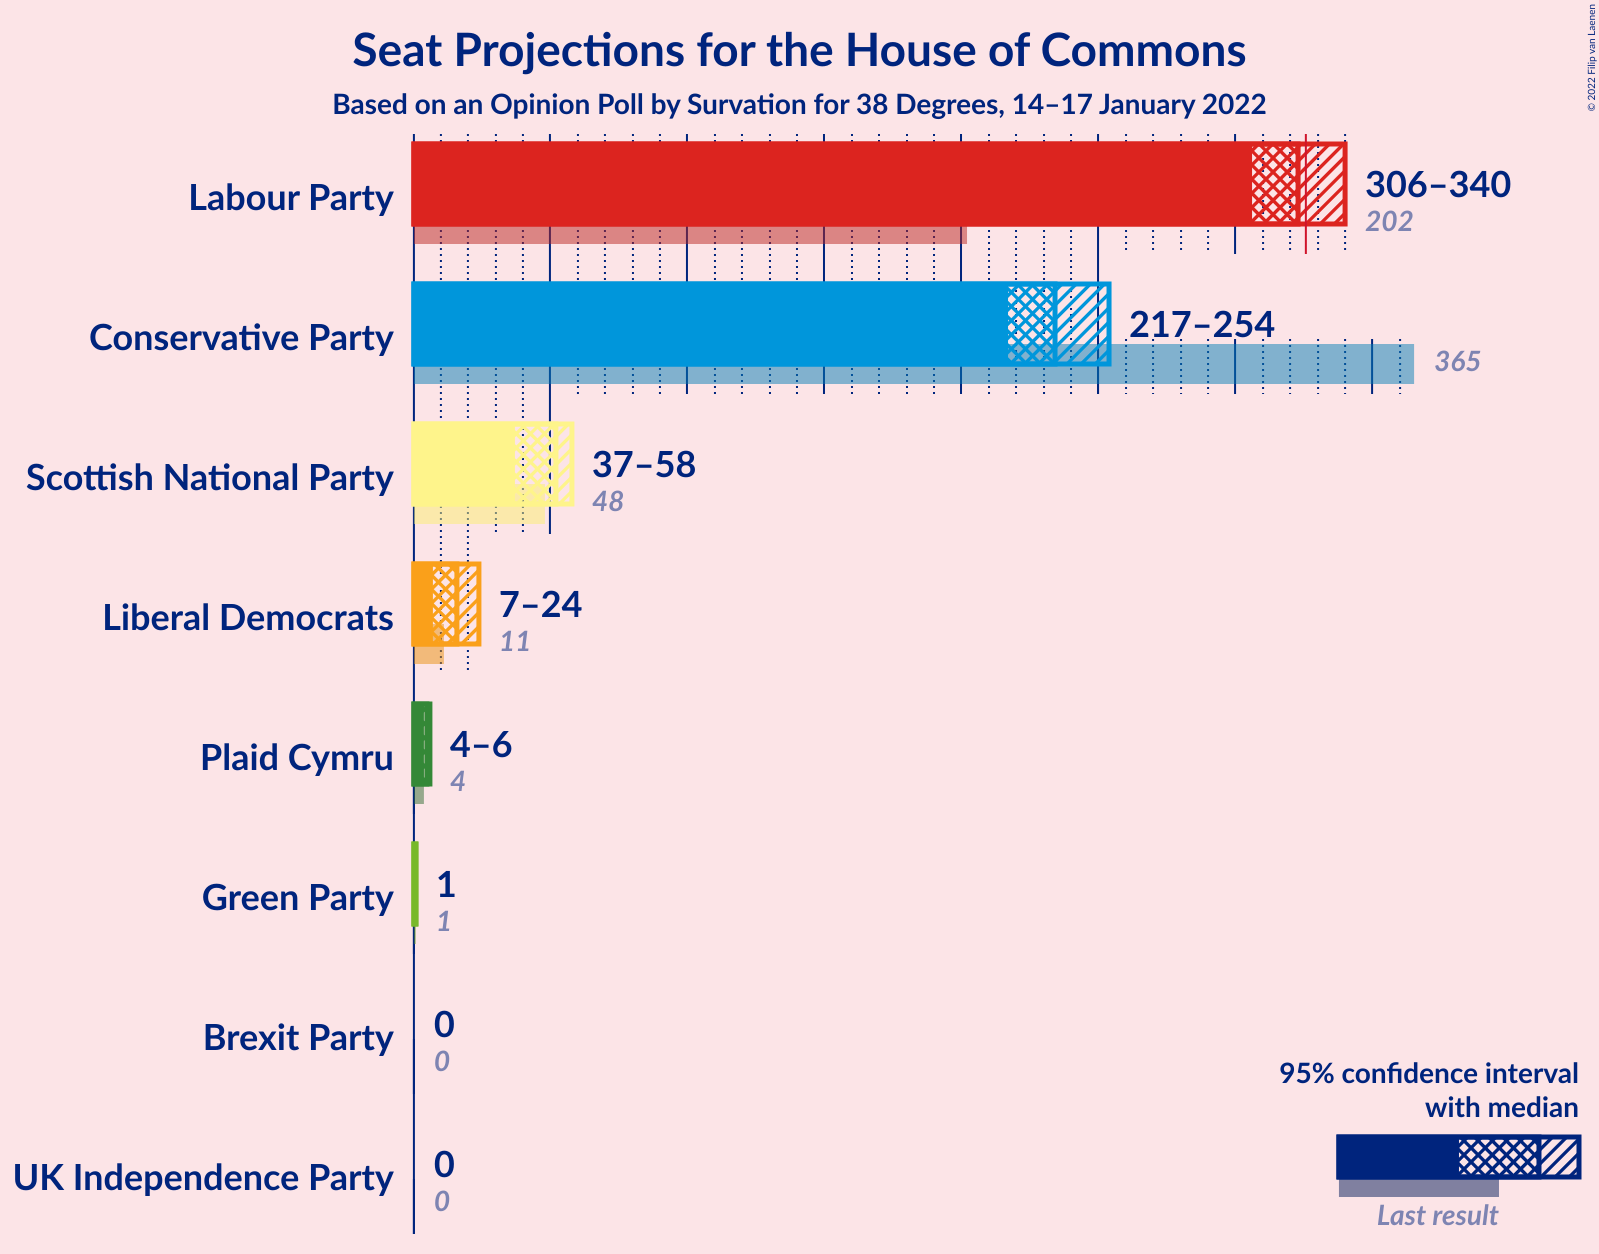 Seat Projections for the House of Commons
Based on an Opinion Poll by Survation for 38 Degrees, 14–17 January 2022
© 2022 Filip van Laenen
Labour Party
306–340
202
Conservative Party
217–254
365
Scottish National Party
37–58
48
Liberal Democrats
7–24
11
Plaid Cymru
4–6
4
Green Party
1
1
Brexit Party
0
0
UK Independence Party
0
0
95% confidence interval
with median
Last result